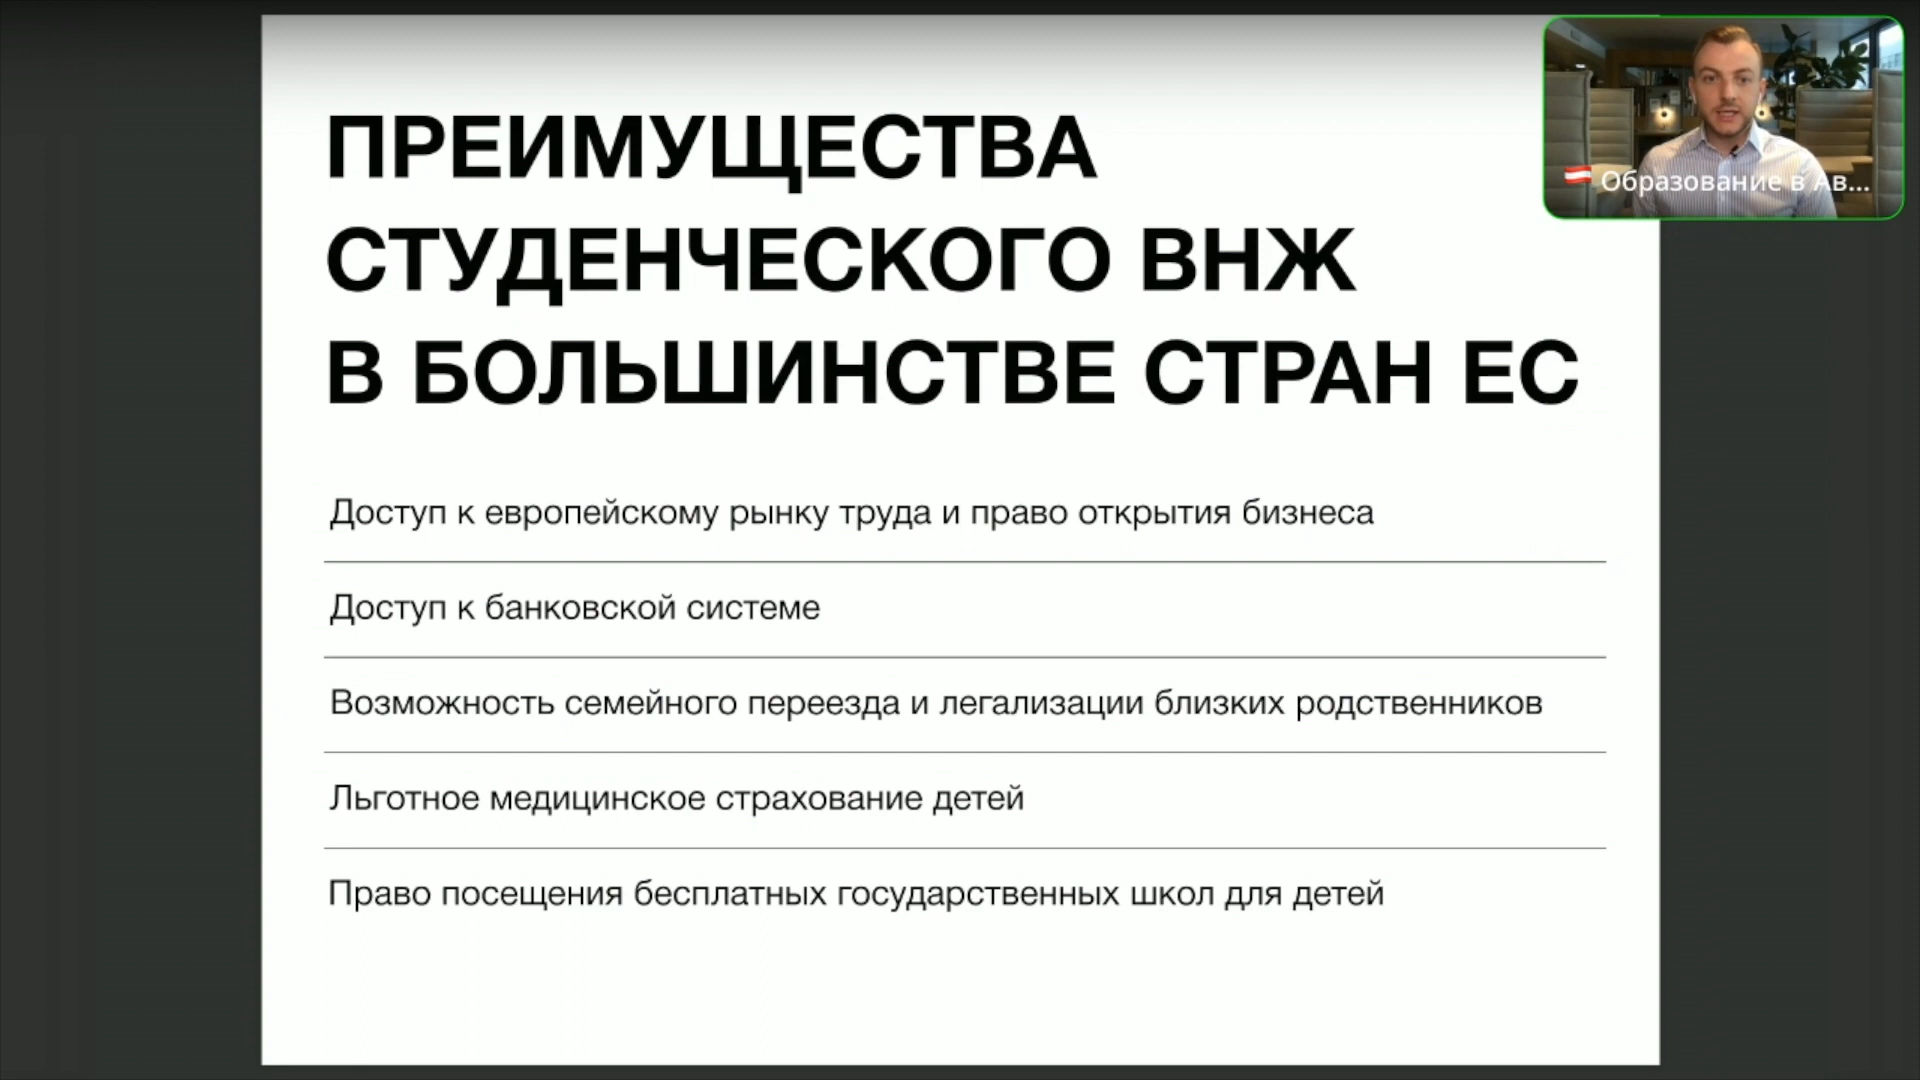 ПРЕИМУЩЕСТВА
СТУДЕНЧЕСКОГО ВНЖ
В БОЛЬШИНСТВЕ СТРАН ЕС
Образование в Ав...
Доступ к европейскому рынку труда и право открытия бизнеса
Доступ к банковской системе
Возможность семейного переезда и легализации близких родственников
Льготное медицинское страхование детей
Право посещения бесплатных государственных школ для детей